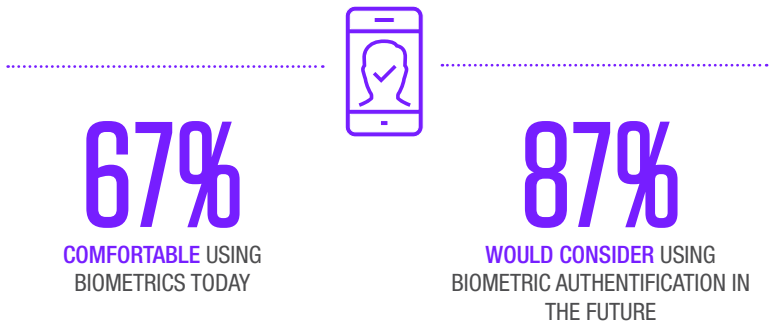 67%
COMFORTABLE USING
BIOMETRICS TODAY
87%
WOULD CONSIDER USING
BIOMETRIC AUTHENTIFICATION IN
THE FUTURE